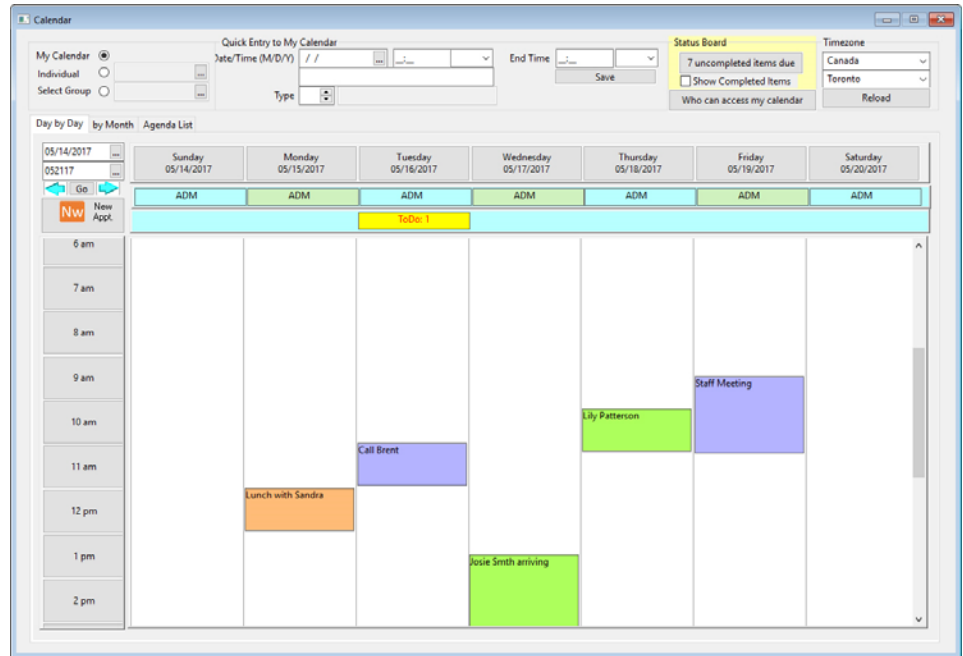 Calendar
My Calendar
Individual ...
Select Group ...
Quick Entry to My Calendar
Date/Time (M/D/Y) / / ... _:_ End Time _:_
Save
Type
Status Board
7 uncompleted items due
Show Completed Items
Who can access my calendar
Timezone
Canada
Toronto
Reload
Day by Day by Month Agenda List
05/14/2017 ...
052117 ...
Go
Nw New
Appt.
Sunday Monday Tuesday Wednesday Thursday Friday Saturday
05/14/2017 05/15/2017 05/16/2017 05/17/2017 05/18/2017 05/19/2017 05/20/2017
ADM ADM ADM ADM ADM ADM ADM
ToDo: 1
6 am
7 am
8 am
9 am
Staff Meeting
10 am
Lily Patterson
Call Brent
11 am
Lunch with Sandra
12 pm
1 pm
Josie Smth arriving
2 pm